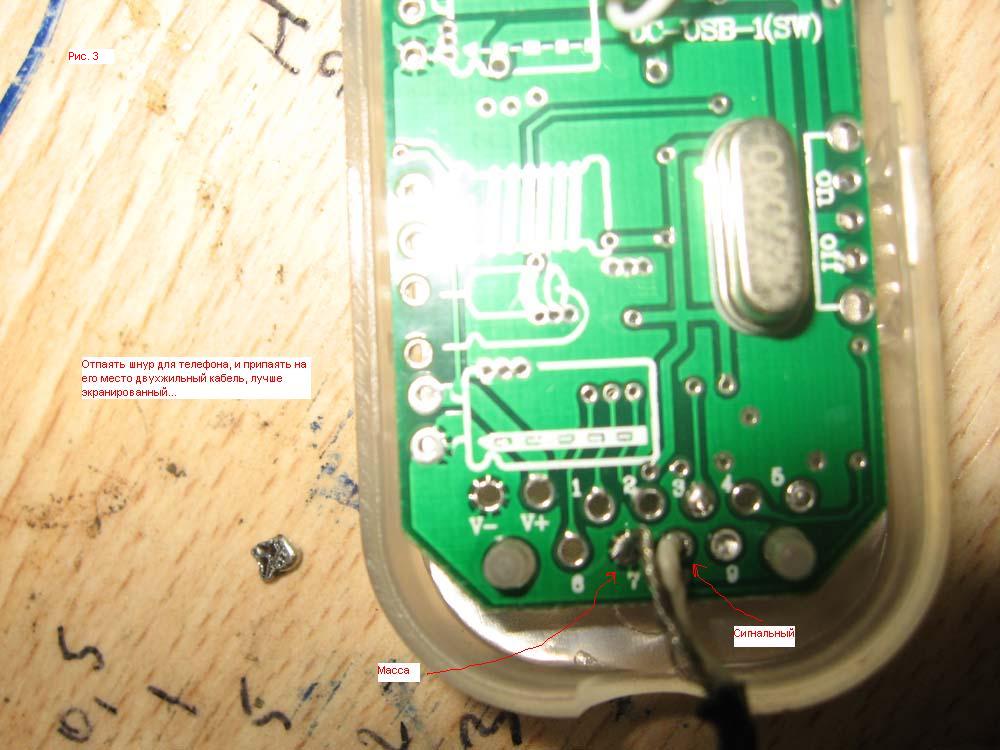 UC-USB-1(SW)
Рис. 3
on
off
Отпаять шнур для телефона, и припаять на
его место двухжильный кабель, лучше
экранированный...
1 2 3 4 5
V- V+
6 7 9
Сигнальный
Масса